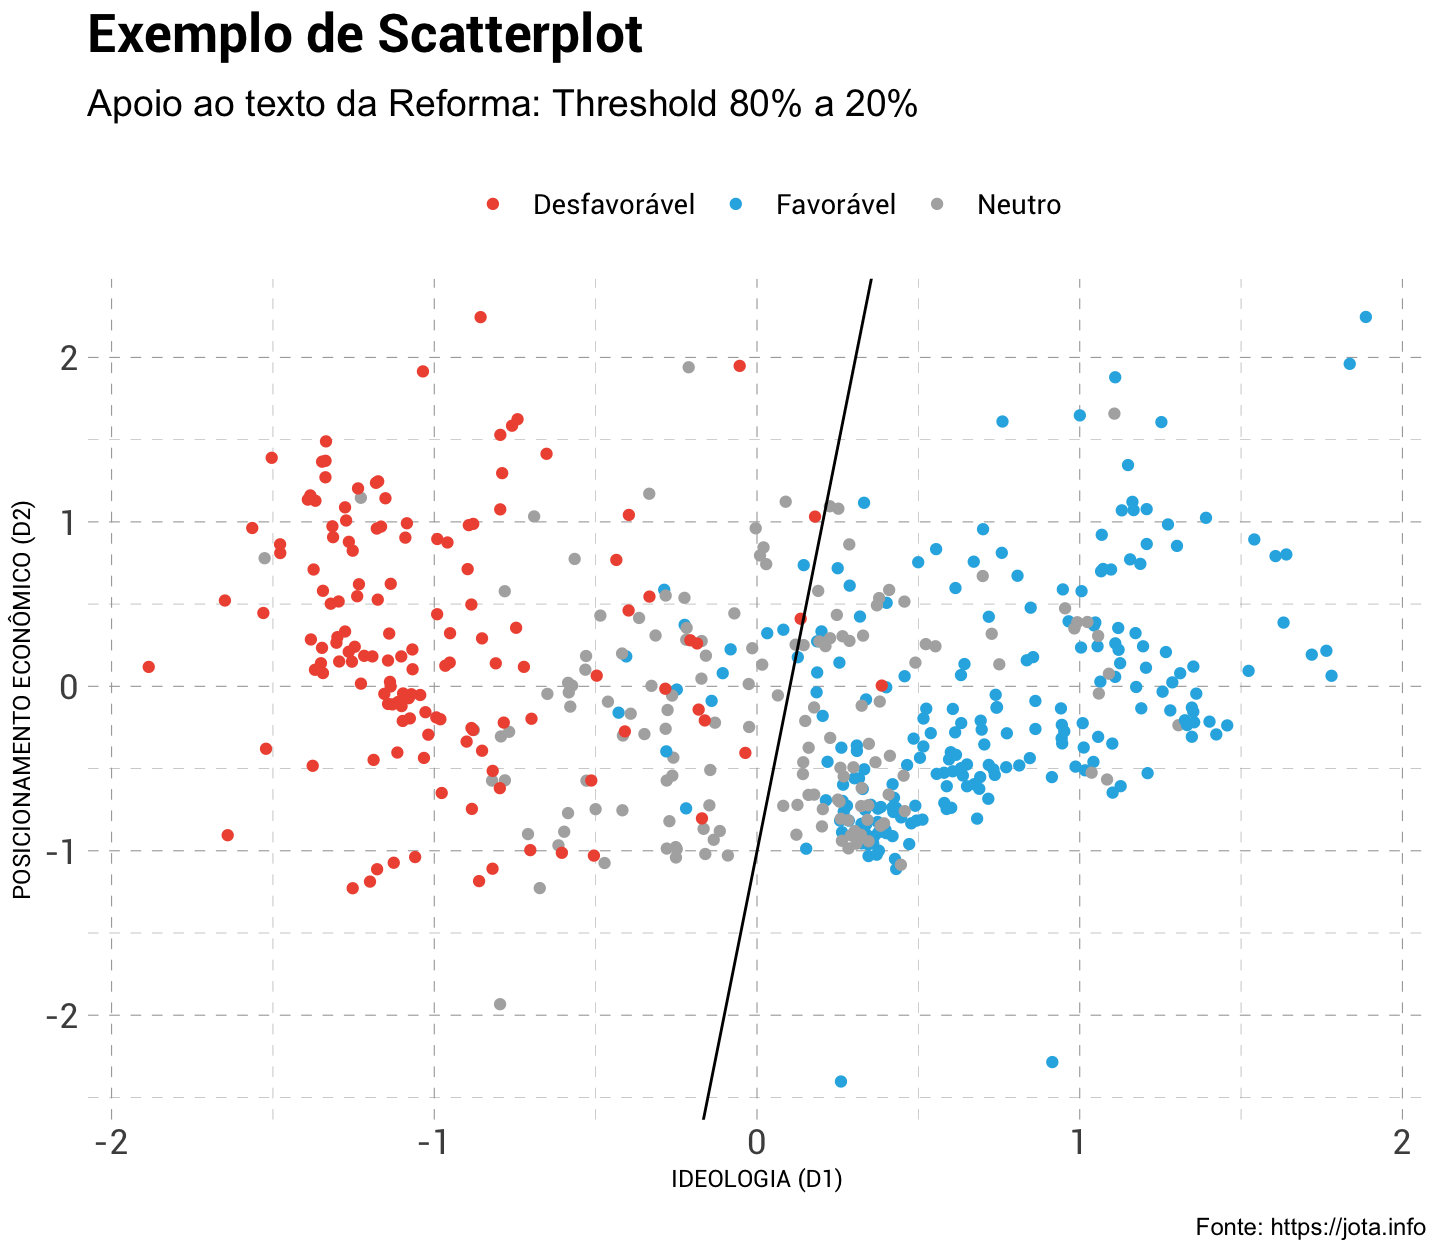 Exemplo de Scatterplot
Apoio ao texto da Reforma: Threshold 80% a 20%
Desfavorável Favorável Neutro
POSICIONAMENTO ECONÔMICO (D2)
2
1
0
-1
-2
-2 -1 0 1 2
IDEOLOGIA (D1)
Fonte: https://jota.info